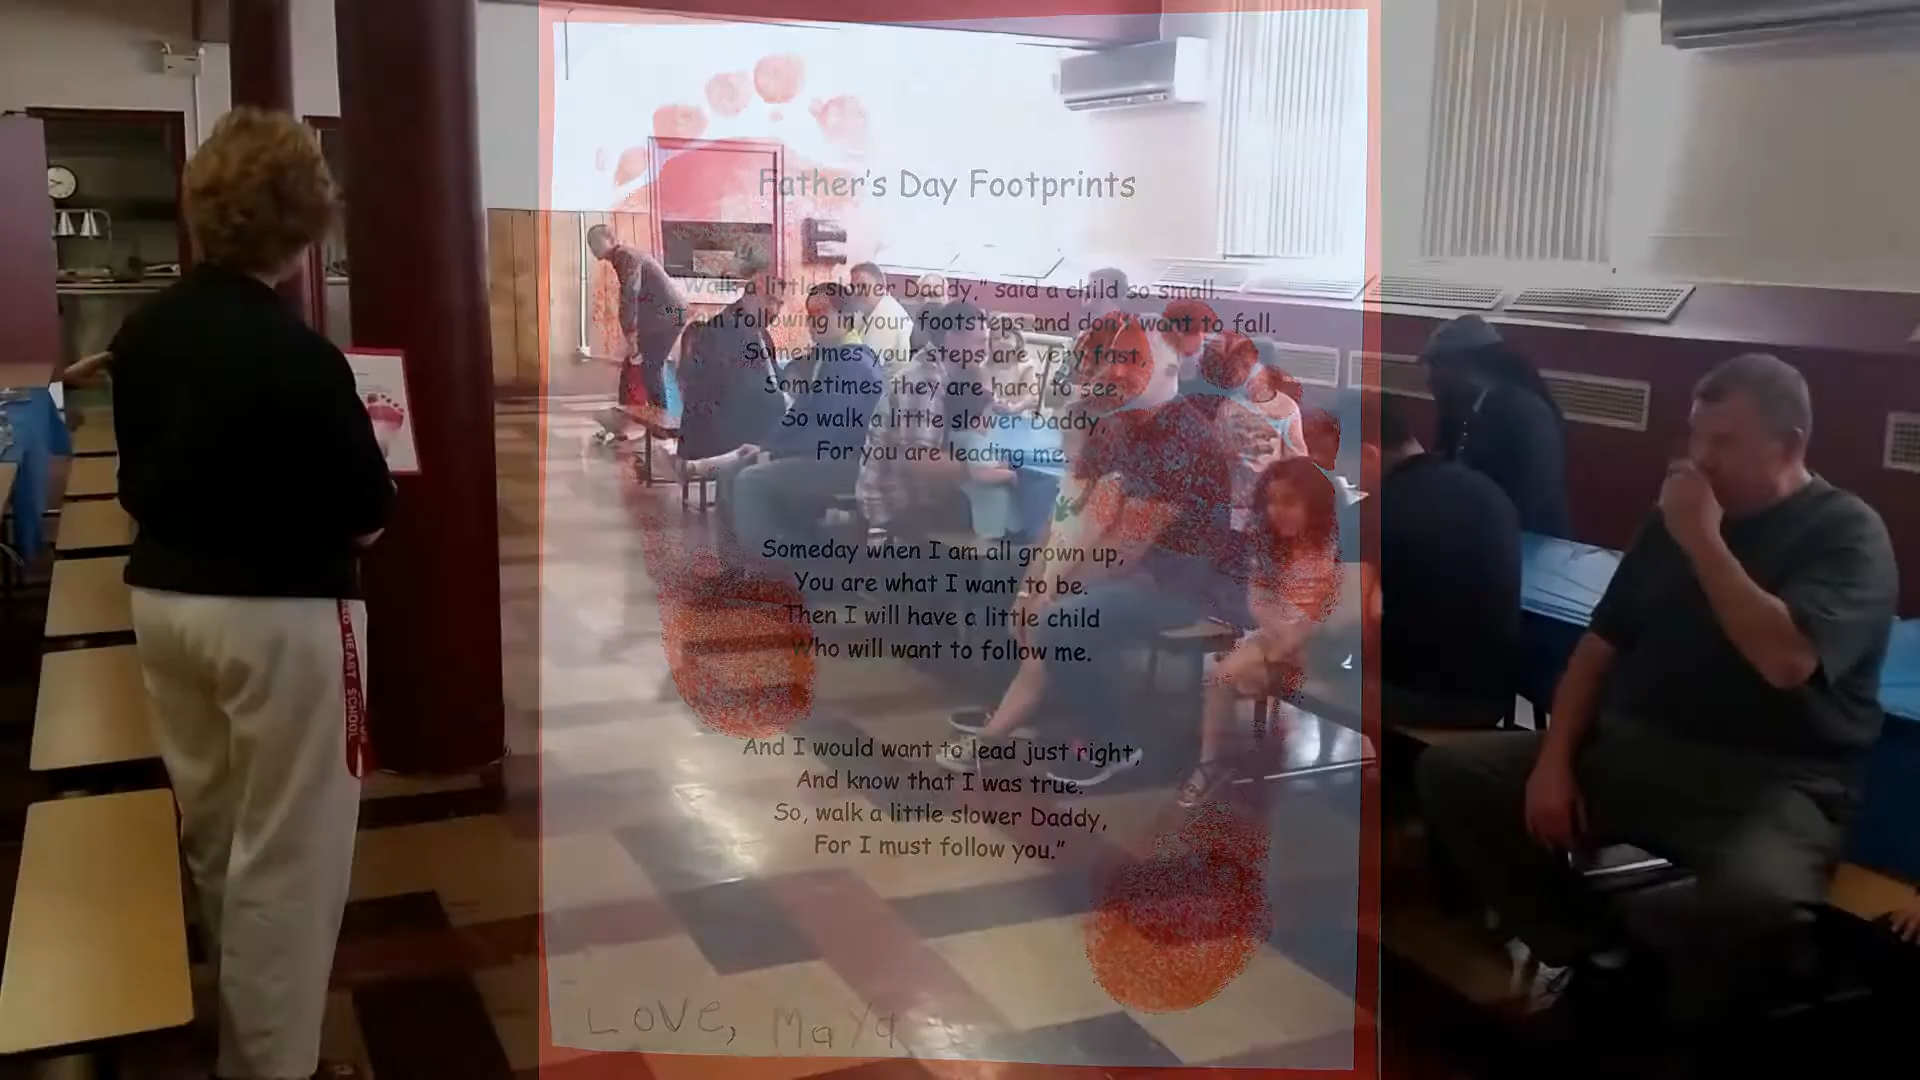 Father's Day Footprints
"Walk a little slower Daddy," said a child so small.
"I am following in your footsteps and don't want to fall.
Sometimes your steps are very fast,
Sometimes they are hard to see,
So walk a little slower Daddy,
For you are leading me.
Someday when I am all grown up,
You are what I want to be.
Then I will have a little child
Who will want to follow me.
And I would want to lead just right,
And know that I was true.
So, walk a little slower Daddy,
For I must follow you."
Love, Maya
E
HEART SCHOOL